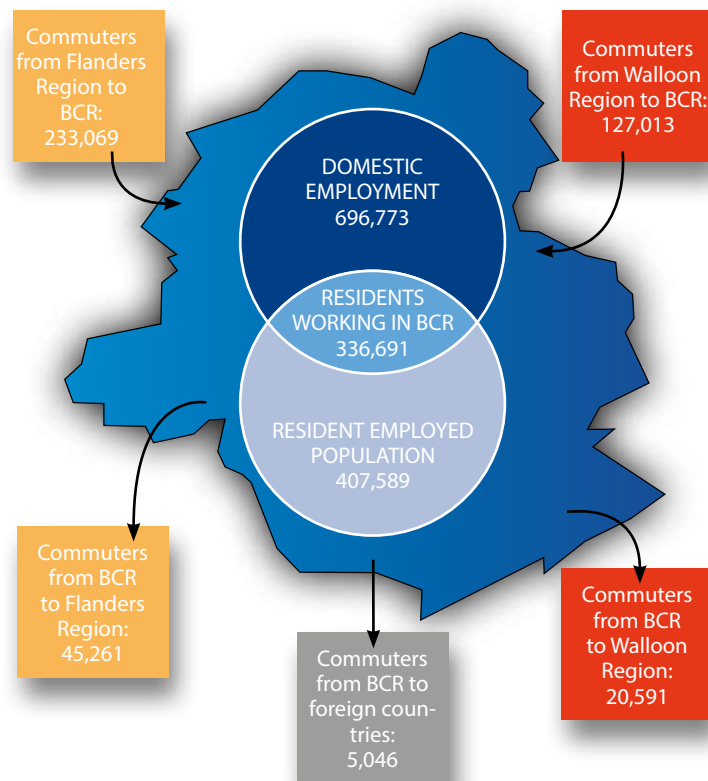 Commuters
from Flanders
Region to
BCR:
233,069
Commuters
from Walloon
Region to BCR:
127,013
DOMESTIC
EMPLOYMENT
696,773
RESIDENTS
WORKING IN BCR
336,691
RESIDENT EMPLOYED
POPULATION
407,589
Commuters
from BCR
to Flanders
Region:
45,261
Commuters
from BCR to
foreign coun-
tries:
5,046
Commuters
from BCR
to Walloon
Region:
20,591